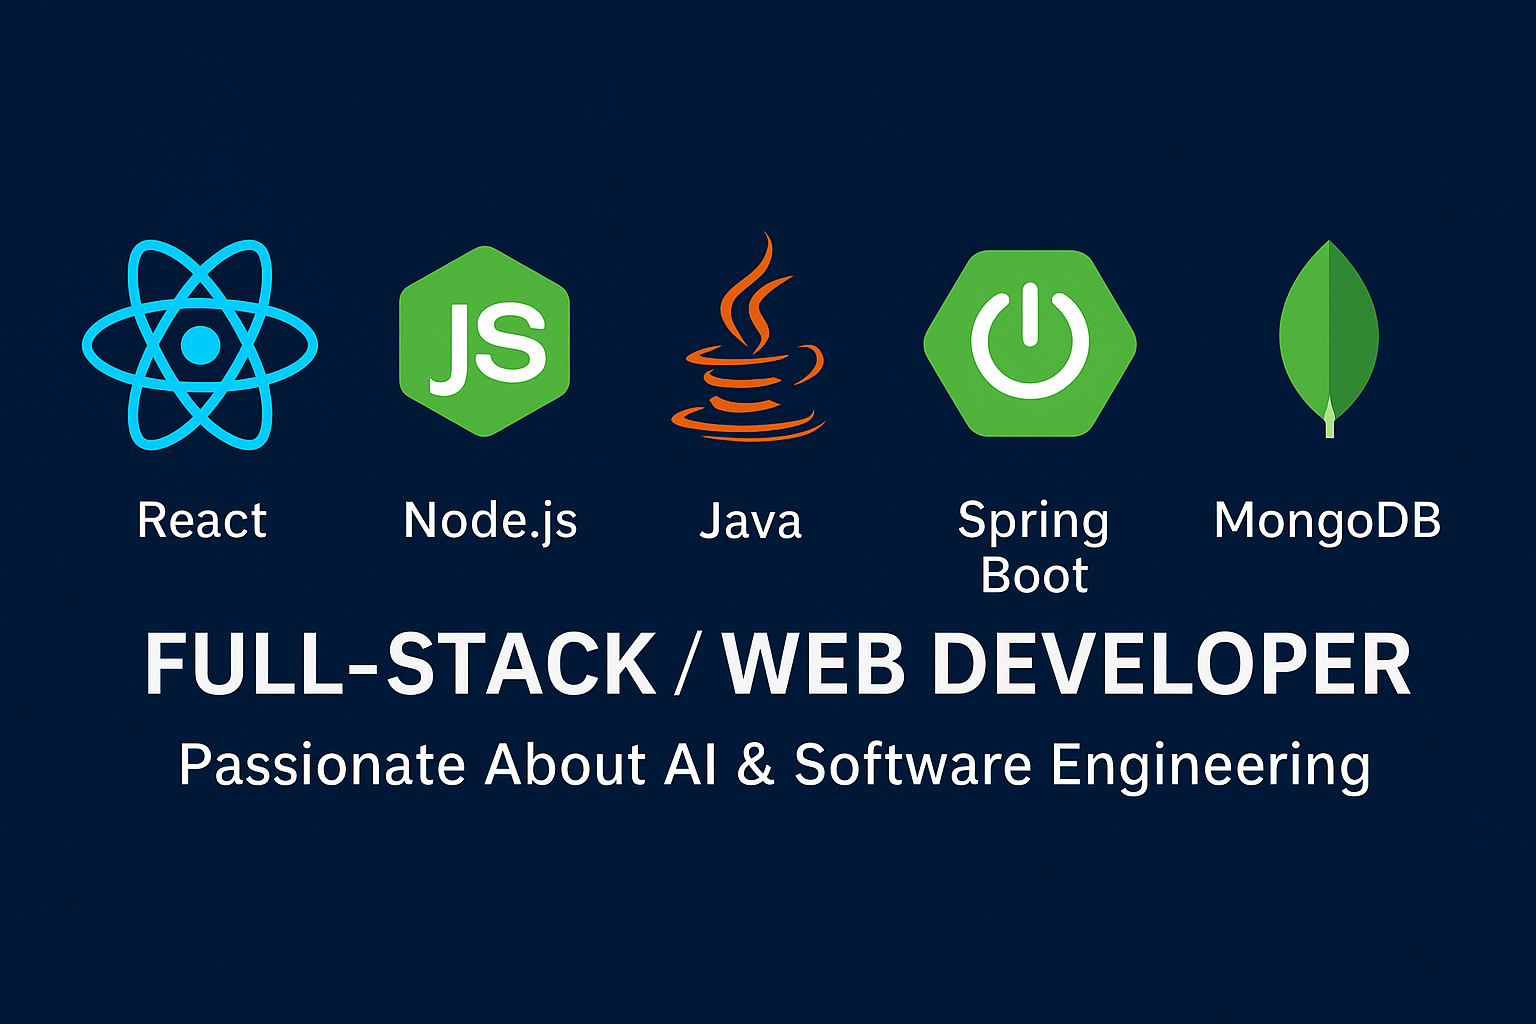 JS
React
Node.js
Java
Spring
Boot
MongoDB
FULL-STACK / WEB DEVELOPER
Passionate About AI & Software Engineering